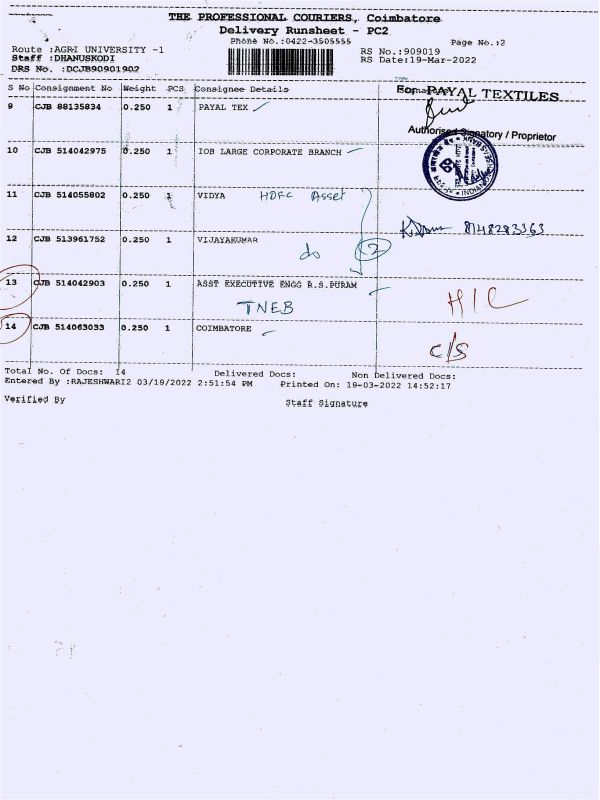 THE PROFESSIONAL COURIERS, Coimbatore
Delivery Runsheet - PC2
Phone No.:0422-3505555
Page No.:2
Route :AGRI UNIVERSITY -1
RS No.:909019
Staff :DHANUSKODI
RS Date:19-Mar-2022
DRS No. :DCJB90901902
S No Consignment No Weight PCS Consignee Details
For PAYAL TEXTILES
9 CJB 88135834 0.250 1 PAYAL TEX
Authorised Signatory / Proprietor
10 CJB 514042975 0.250 1 IOB LARGE CORPORATE BRANCH
11 CJB 514055802 0.250 1 VIDYA HDFC Asset
8148283363
12 CJB 513961752 0.250 1 VIJAYAKUMAR
do 2
13 CJB 514042903 0.250 1 ASST EXECUTIVE ENGG R.S.PURAM
TNEB
H/C
14 CJB 514063033 0.250 1 COIMBATORE
C/S
Total No. Of Docs: 14 Delivered Docs: Non Delivered Docs:
Entered By :RAJESHWARI2 03/19/2022 2:51:54 PM Printed On: 19-03-2022 14:52:17
Verified By Staff Signature